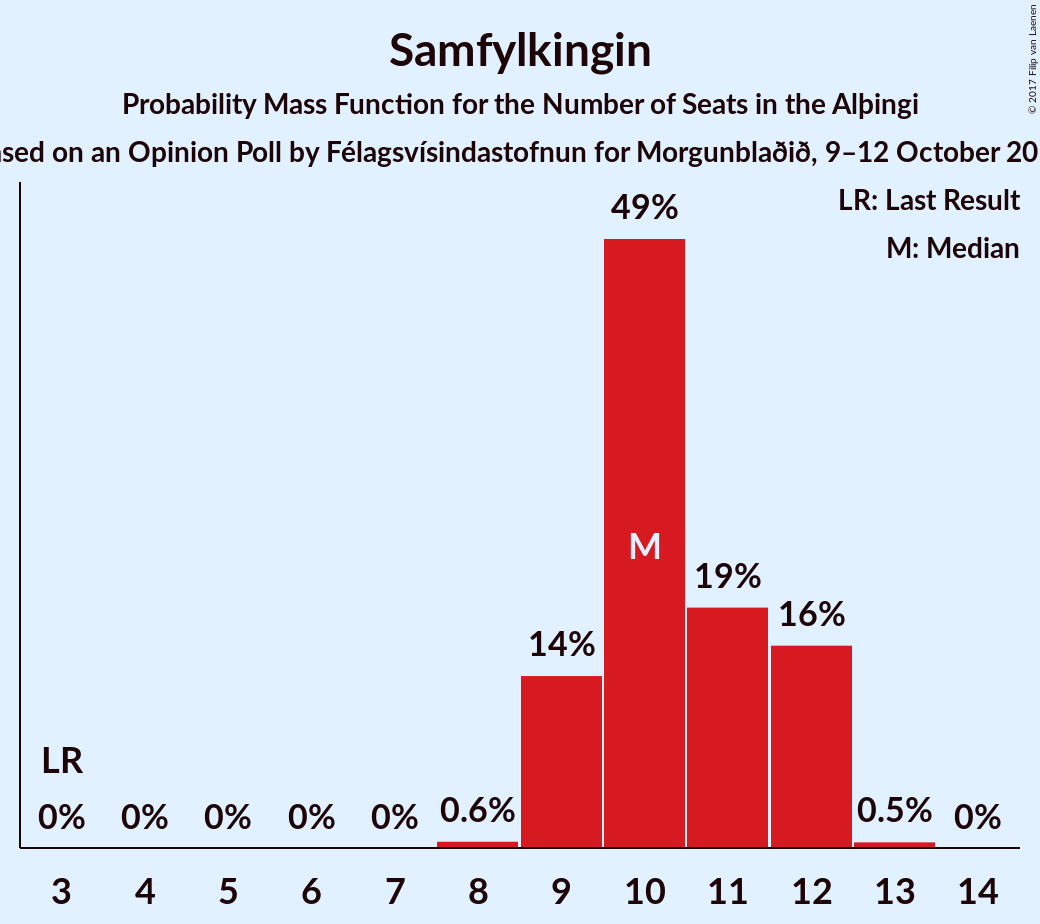 Samfylkingin
Probability Mass Function for the Number of Seats in the Alþingi
on an Opinion Poll by Félagsvísindastofnun for Morgunblaðið, 9–12 October
LR: Last Result
M: Median
49%
M
19%
16%
14%
LR
0% 0% 0% 0% 0% 0.6% 0.5% 0%
3 4 5 6 7 8 9 10 11 12 13 14
© 2017 Filip van Laenen